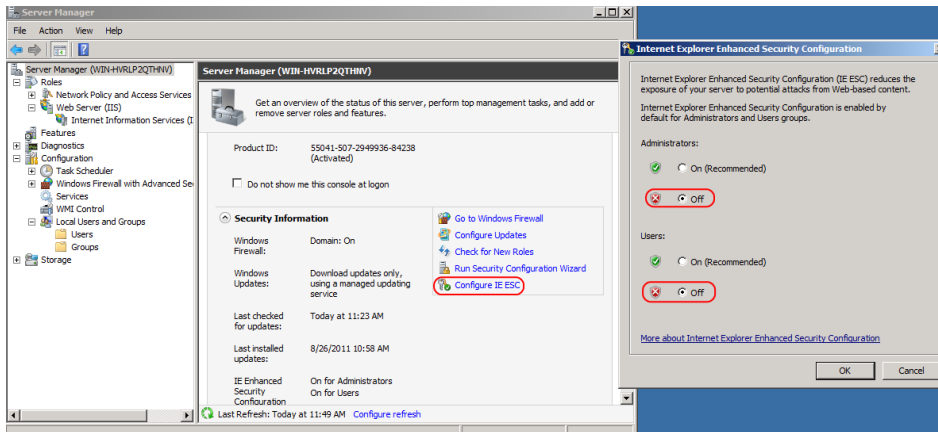 Server Manager
File Action View Help
Server Manager (WIN-HVRLP2QTHNV)
Roles
Network Policy and Access Services
Web Server (IIS)
Internet Information Services (I
Features
Diagnostics
Configuration
Task Scheduler
Windows Firewall with Advanced Se
Services
WMI Control
Local Users and Groups
Users
Groups
Storage
Server Manager (WIN-HVRLP2QTHNV)
Get an overview of the status of this server, perform top management tasks, and add or
remove server roles and features.
Product ID: 55041-507-2949936-84238
(Activated)
Do not show me this console at logon
Security Information
Windows
Firewall:
Domain: On
Windows
Updates:
Download updates only,
using a managed updating
service
Last checked
for updates:
Today at 11:23 AM
Last installed
updates:
8/26/2011 10:58 AM
IE Enhanced
Security
Configuration
On for Administrators
On for Users
Go to Windows Firewall
Configure Updates
Check for New Roles
Run Security Configuration Wizard
Configure IE ESC
Last Refresh: Today at 11:49 AM Configure refresh
Internet Explorer Enhanced Security Configuration
Internet Explorer Enhanced Security Configuration (IE ESC) reduces the
exposure of your server to potential attacks from Web-based content.
Internet Explorer Enhanced Security Configuration is enabled by
default for Administrators and Users groups.
Administrators:
On (Recommended)
Off
Users:
On (Recommended)
Off
More about Internet Explorer Enhanced Security Configuration
OK Cancel